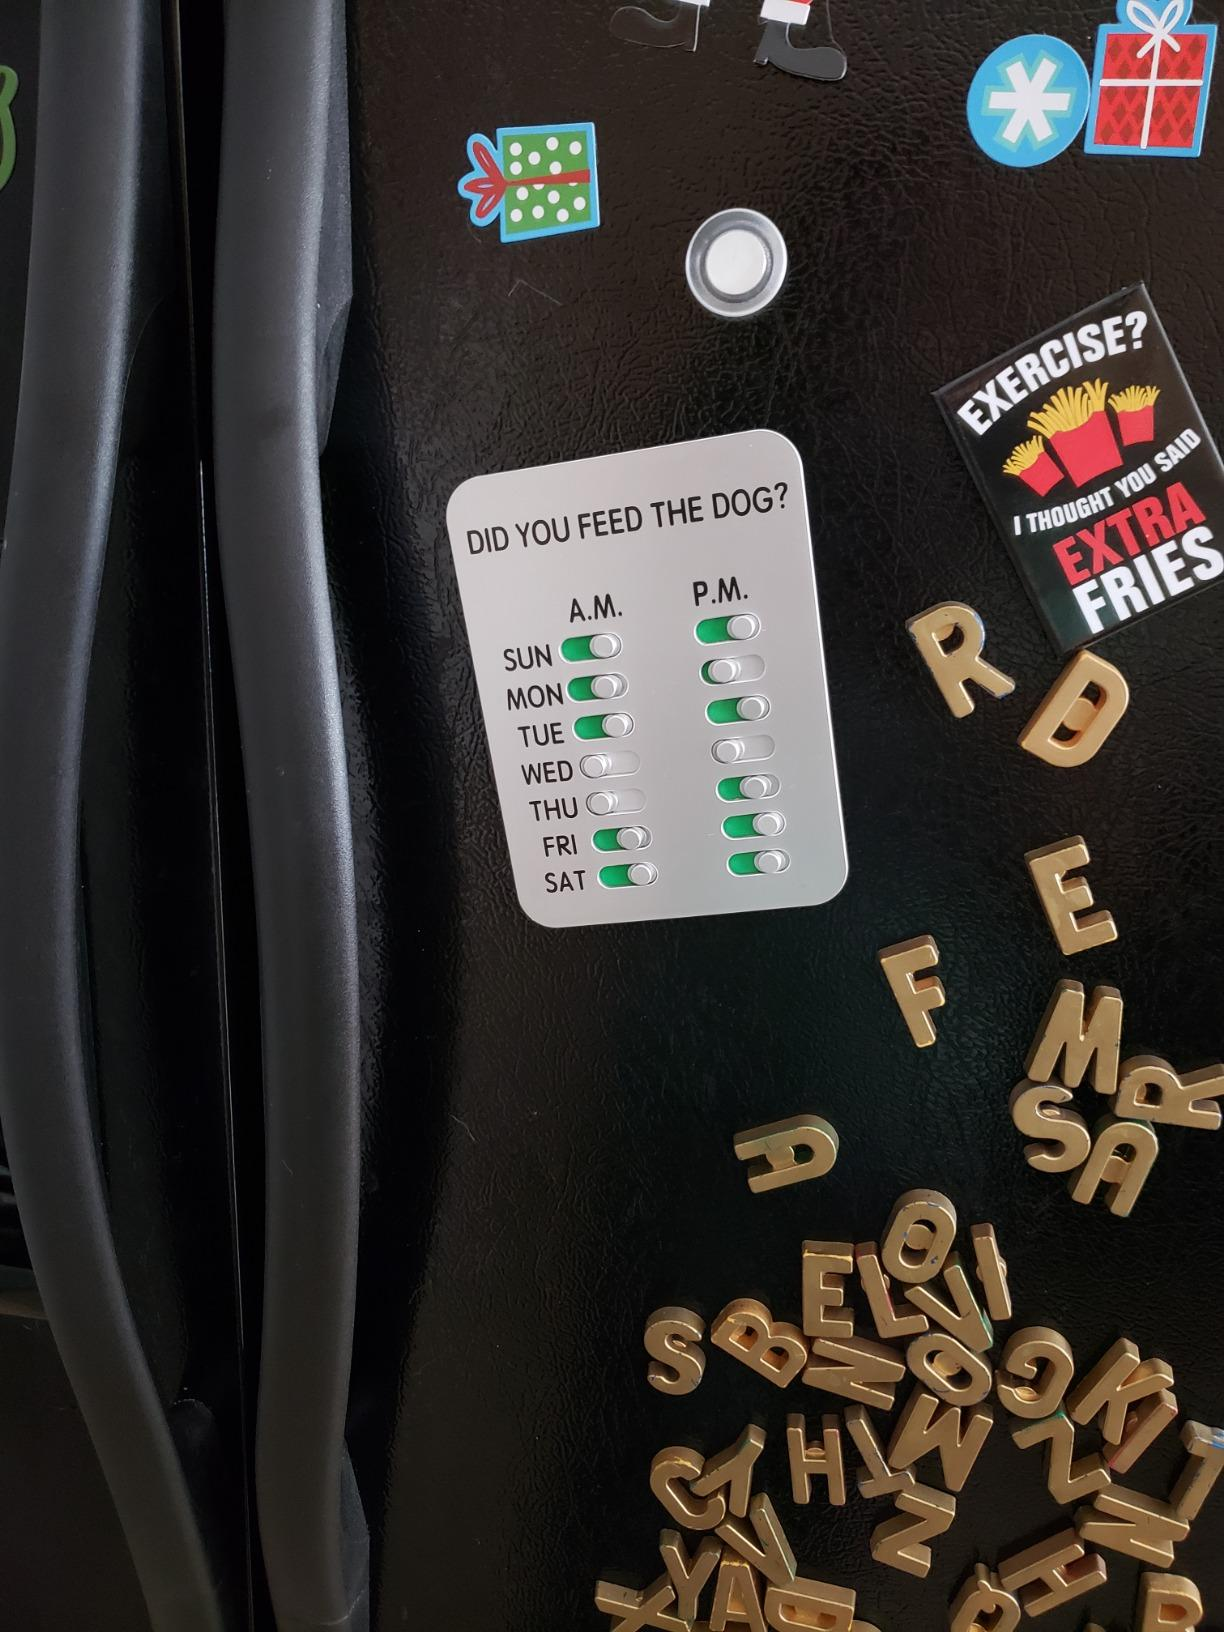 DID YOU FEED THE DOG?
A.M. P.M.
SUN
MON
TUE
WED
THU
FRI
SAT
EXERCISE?
I THOUGHT YOU SAID
EXTRA
FRIES
R
D
E
F
M
R
S
A
A
O
E
L
V
I
S
B
N
O
G
K
I
M
Z
C
Y
H
T
N
N
V
Y
A
X
Q
H
R